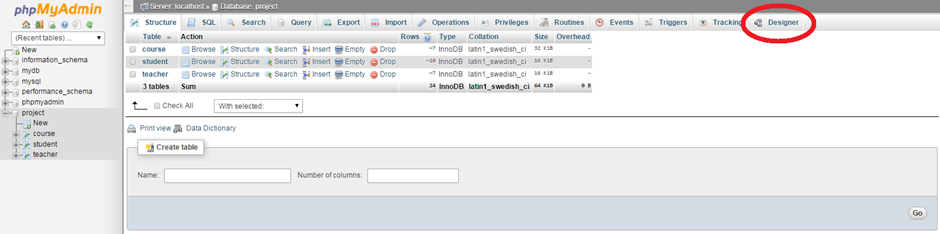 phpMyAdmin
(Recent tables) ...
New
information_schema
mydb
mysql
performance_schema
phpmyadmin
project
New
course
student
teacher
Server: localhost » Database: project
Structure SQL Search Query Export Import Operations Privileges Routines Events Triggers Tracking Designer
Table Action Rows Type Collation Size Overhead
course Browse Structure Search Insert Empty Drop ~7 InnoDB latin1_swedish_ci 32 KiB -
student Browse Structure Search Insert Empty Drop ~10 InnoDB latin1_swedish_ci 16 KiB -
teacher Browse Structure Search Insert Empty Drop ~7 InnoDB latin1_swedish_ci 16 KiB -
3 tables Sum 24 InnoDB latin1_swedish_ci 64 KiB 0 B
Check All With selected:
Print view Data Dictionary
Create table
Name: Number of columns:
Go